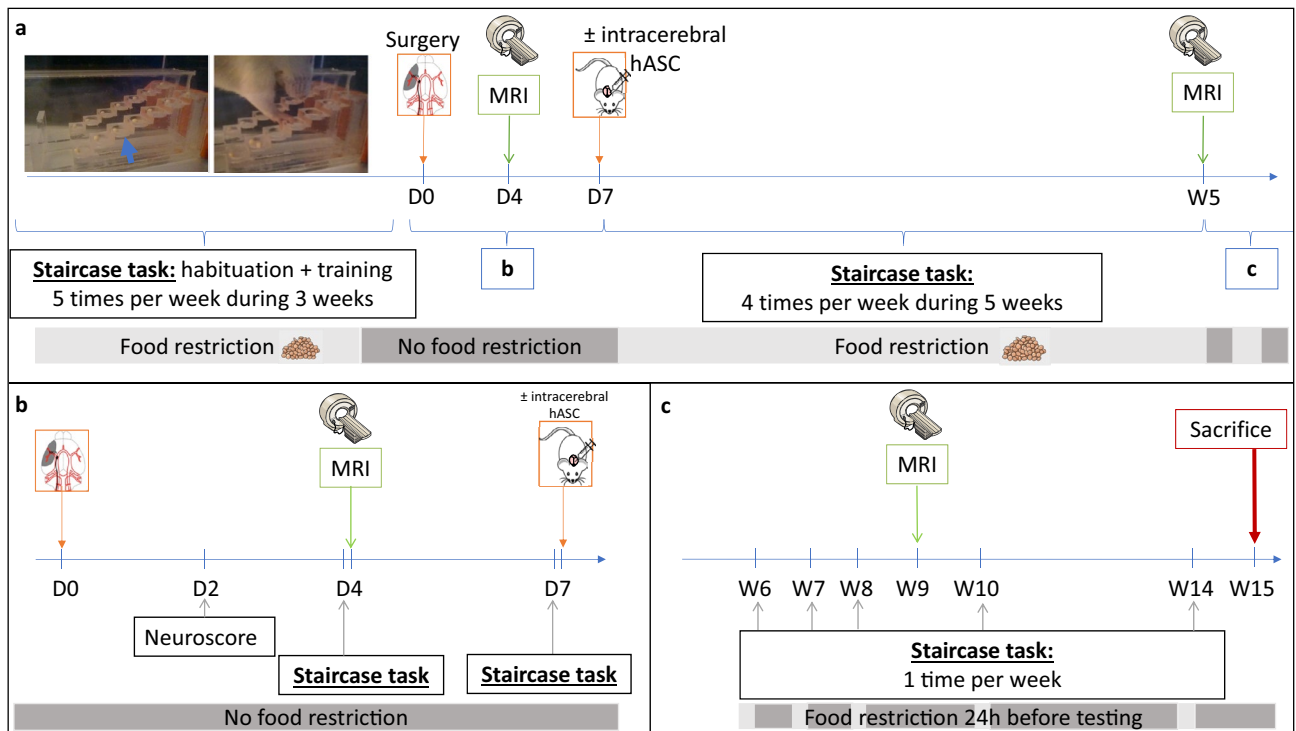 a
Surgery
MRI
± intracerebral
hASC
MRI
D0
D4
D7
W5
Staircase task: habituation + training
5 times per week during 3 weeks
b
Staircase task:
4 times per week during 5 weeks
c
Food restriction
No food restriction
Food restriction
b
MRI
± intracerebral
hASC
D0
D2
D4
D7
Neuroscore
Staircase task
Staircase task
No food restriction
c
MRI
Sacrifice
W6
W7
W8
W9
W10
W14
W15
Staircase task:
1 time per week
Food restriction 24h before testing